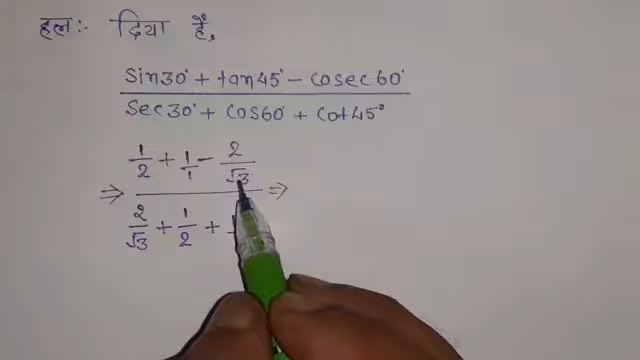 हल:- दिया है,
sin30° + tan45° - cosec60°
sec30° + cos60° + cot45°
⇒ 1/2 + 1/1 - 2/√3 ⇒
2/√3 + 1/2 +